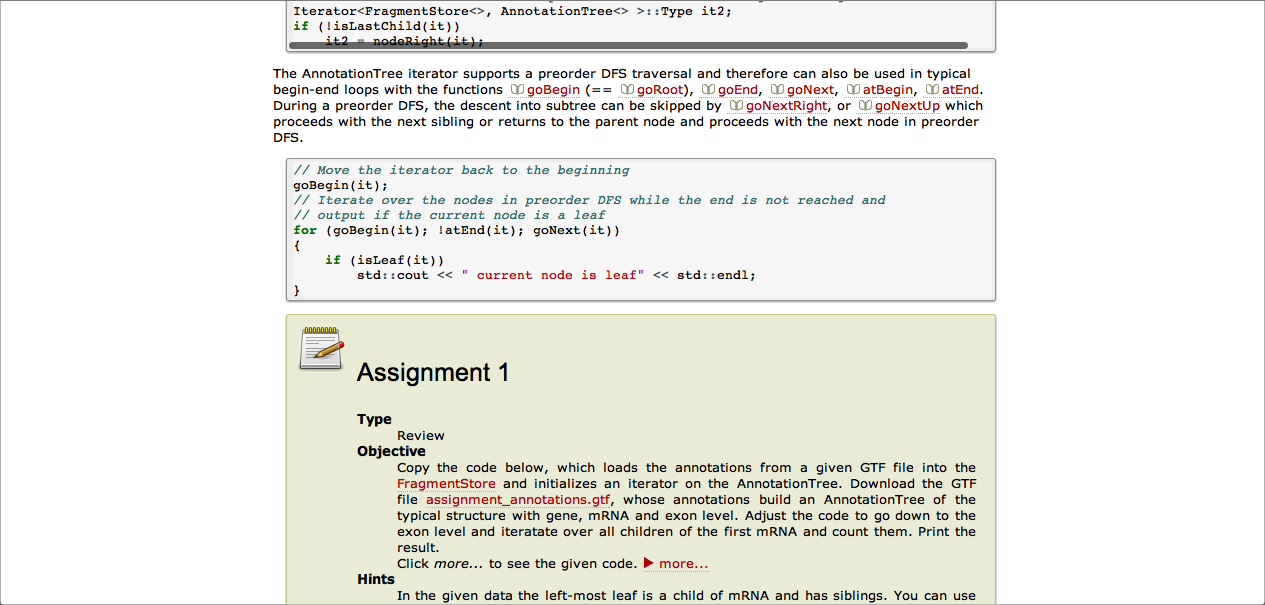 Iterator<FragmentStore<>, AnnotationTree<> >::Type it2;
if (!isLastChild(it))
it2 = nodeRight(it);
The AnnotationTree iterator supports a preorder DFS traversal and therefore can also be used in typical
begin-end loops with the functions goBegin (== goRoot), goEnd, goNext, atBegin, atEnd.
During a preorder DFS, the descent into subtree can be skipped by goNextRight, or goNextUp which
proceeds with the next sibling or returns to the parent node and proceeds with the next node in preorder
DFS.
// Move the iterator back to the beginning
goBegin(it);
// Iterate over the nodes in preorder DFS while the end is not reached and
// output if the current node is a leaf
for (goBegin(it); !atEnd(it); goNext(it))
{
if (isLeaf(it))
std::cout << " current node is leaf" << std::endl;
}
Assignment 1
Type
Review
Objective
Copy the code below, which loads the annotations from a given GTF file into the
FragmentStore and initializes an iterator on the AnnotationTree. Download the GTF
file assignment_annotations.gtf, whose annotations build an AnnotationTree of the
typical structure with gene, mRNA and exon level. Adjust the code to go down to the
exon level and iteratate over all children of the first mRNA and count them. Print the
result.
Click more... to see the given code. ▶ more...
Hints
In the given data the left-most leaf is a child of mRNA and has siblings. You can use